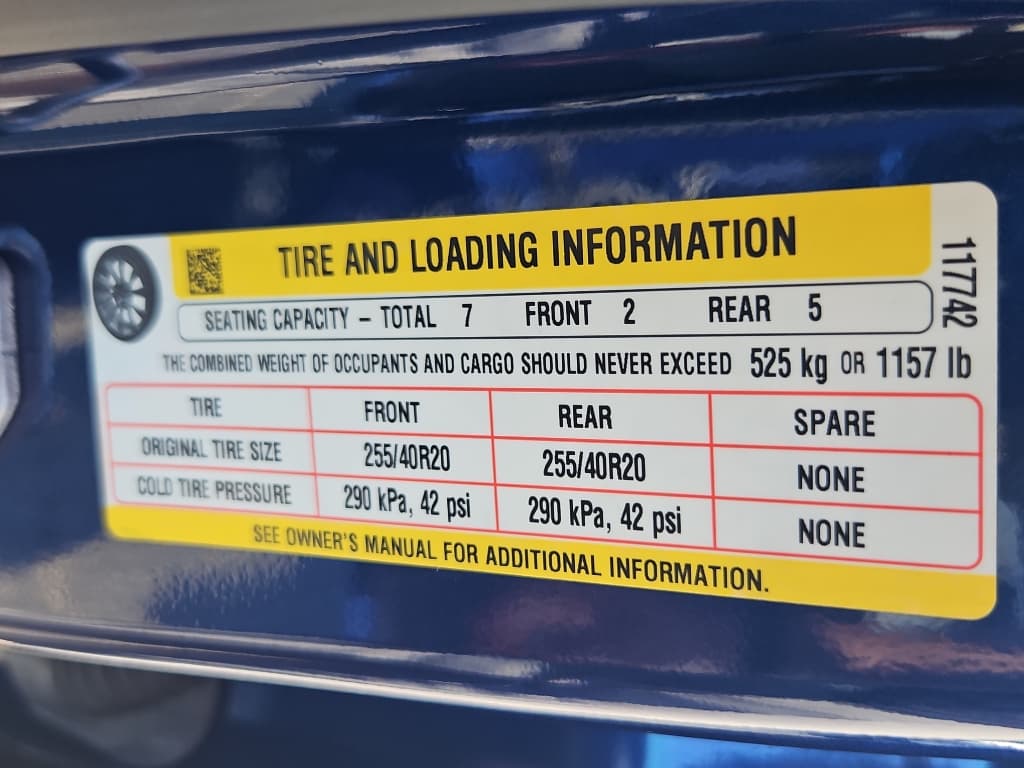 TIRE AND LOADING INFORMATION
117742
SEATING CAPACITY – TOTAL 7 FRONT 2 REAR 5
THE COMBINED WEIGHT OF OCCUPANTS AND CARGO SHOULD NEVER EXCEED 525 kg OR 1157 lb
TIRE FRONT REAR SPARE
ORIGINAL TIRE SIZE 255/40R20 255/40R20 NONE
COLD TIRE PRESSURE 290 kPa, 42 psi 290 kPa, 42 psi NONE
SEE OWNER'S MANUAL FOR ADDITIONAL INFORMATION.